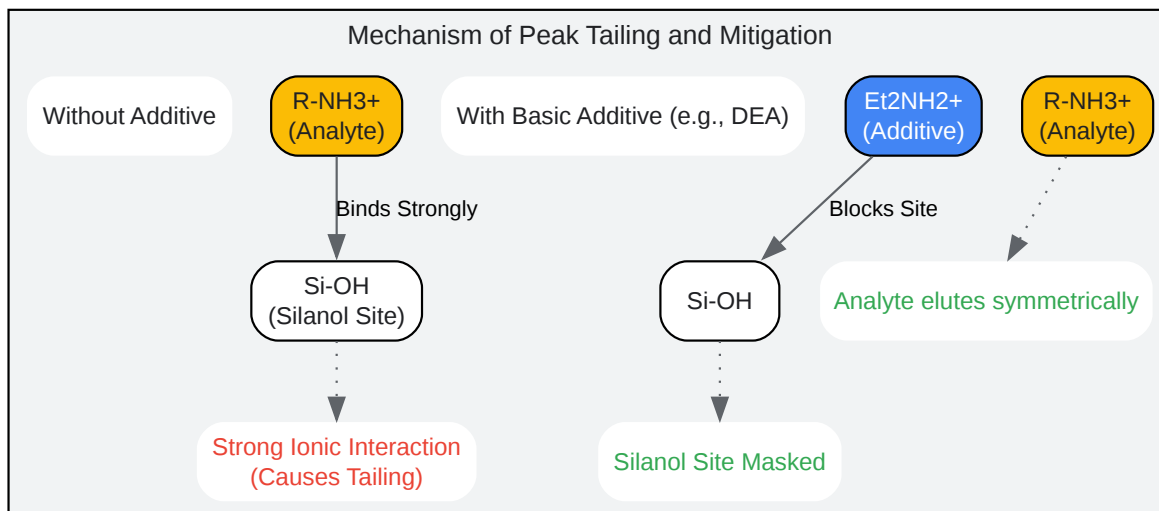 Mechanism of Peak Tailing and Mitigation
Without Additive
R-NH3+
(Analyte)
With Basic Additive (e.g., DEA)
Et2NH2+
(Additive)
R-NH3+
(Analyte)
Binds Strongly
Blocks Site
Si-OH
(Silanol Site)
Si-OH
Analyte elutes symmetrically
Strong Ionic Interaction
(Causes Tailing)
Silanol Site Masked